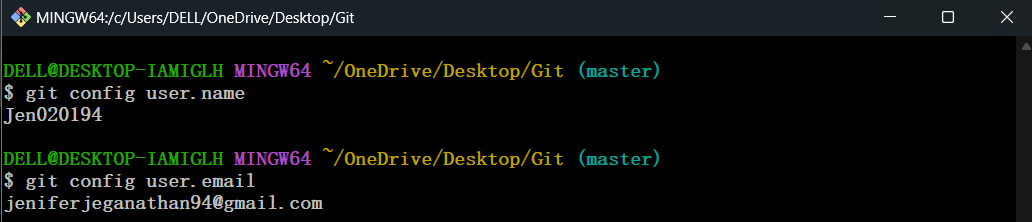 MINGW64:/c/Users/DELL/OneDrive/Desktop/Git
DELL@DESKTOP-IAMIGLH MINGW64 ~/OneDrive/Desktop/Git (master)
$ git config user.name
Jen020194
DELL@DESKTOP-IAMIGLH MINGW64 ~/OneDrive/Desktop/Git (master)
$ git config user.email
jeniferjeganathan94@gmail.com